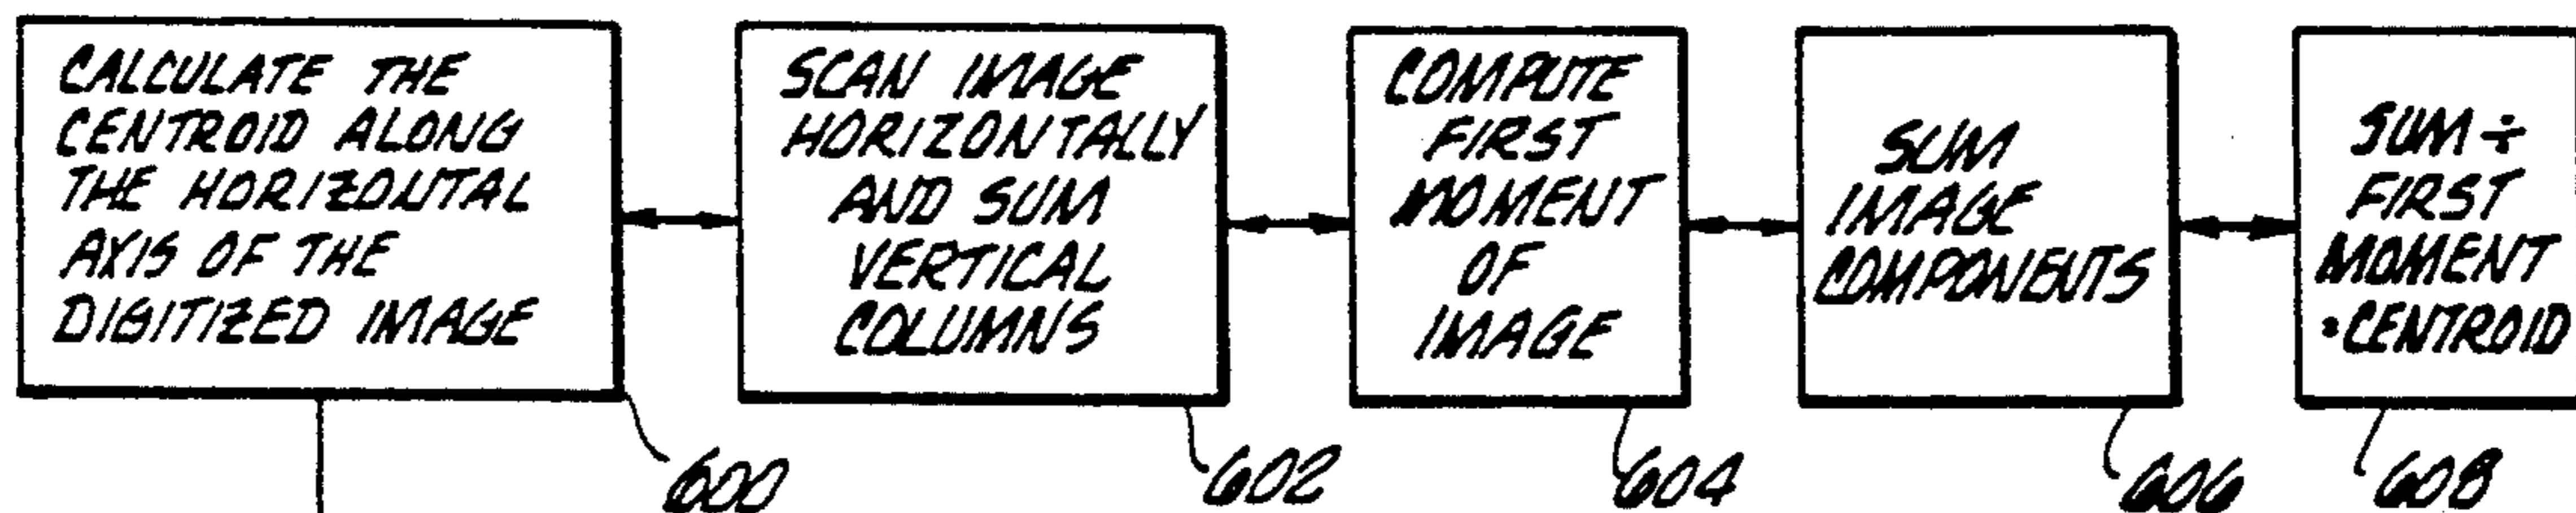 CALCULATE THE
CENTROID ALONG
THE HORIZONTAL
AXIS OF THE
DIGITIZED IMAGE
600
SCAN IMAGE
HORIZONTALLY
AND SUM
VERTICAL
COLUMNS
602
COMPUTE
FIRST
MOMENT
OF
IMAGE
604
SUM
IMAGE
COMPONENTS
606
SUM ÷
FIRST
MOMENT
=CENTROID
608